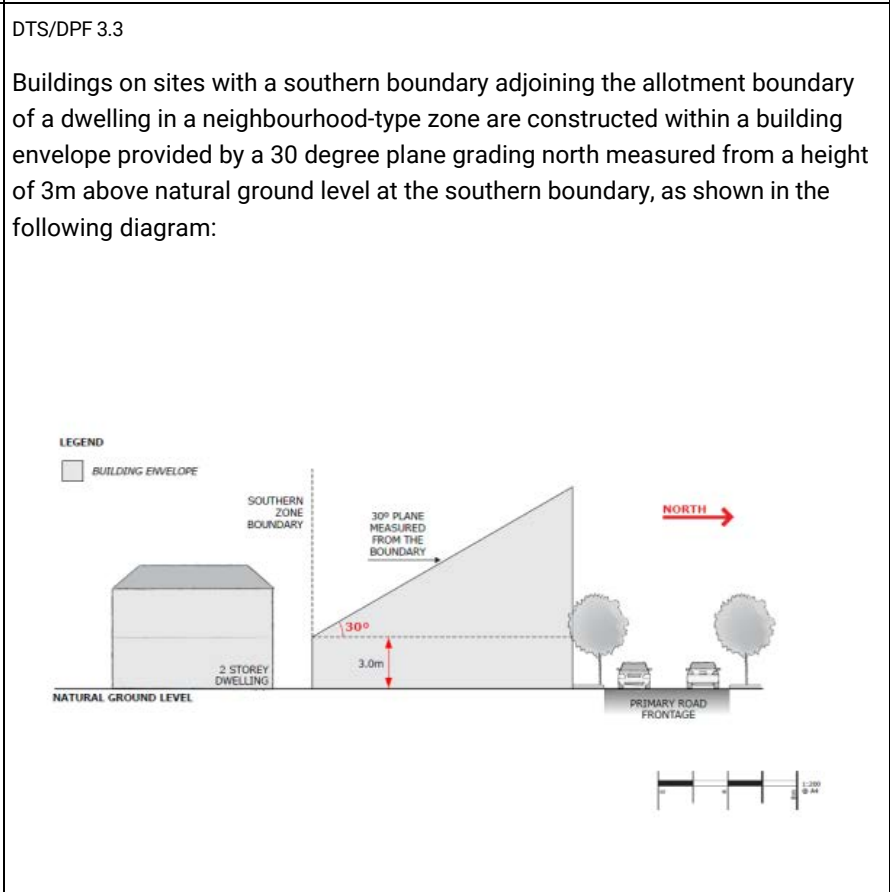 DTS/DPF 3.3
Buildings on sites with a southern boundary adjoining the allotment boundary
of a dwelling in a neighbourhood-type zone are constructed within a building
envelope provided by a 30 degree plane grading north measured from a height
of 3m above natural ground level at the southern boundary, as shown in the
following diagram:
LEGEND
BUILDING ENVELOPE
SOUTHERN
ZONE
BOUNDARY
30º PLANE
MEASURED
FROM THE
BOUNDARY
NORTH
30º
3.0m
2 STOREY
DWELLING
NATURAL GROUND LEVEL
PRIMARY ROAD
FRONTAGE
1:200
@ A4